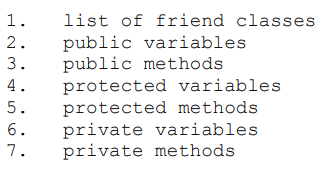 1. list of friend classes
2. public variables
3. public methods
4. protected variables
5. protected methods
6. private variables
7. private methods